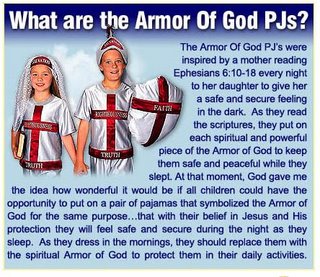 What are the Armor Of God PJs?
The Armor Of God PJ's were
inspired by a mother reading
Ephesians 6:10-18 every night
to her daughter to give her
a safe and secure feeling
in the dark. As they read
the scriptures, they put on
each spiritual and powerful
piece of the Armor of God to keep
them safe and peaceful while they
slept. At that moment, God gave me
the idea how wonderful it would be if all children could have the
opportunity to put on a pair of pajamas that symbolized the Armor of
God for the same purpose...that with their belief in Jesus and His
protection they will feel safe and secure during the night as they
sleep. As they dress in the mornings, they should replace them with
the spiritual Armor of God to protect them in their daily activities.
SALVATION
RIGHTEOUSNESS
TRUTH
RIGHTEOUSNESS
TRUTH
FAITH